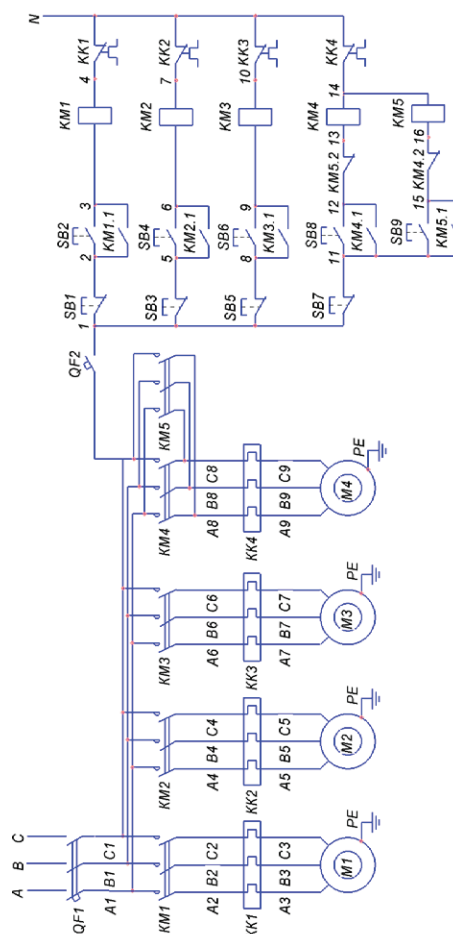 A
B
C
QF1
A1
B1
C1
KM1
KM2
KM3
KM4
KM5
A2
B2
C2
A4
B4
C4
A6
B6
C6
A8
B8
C8
KK1
KK2
KK3
KK4
A3
B3
C3
A5
B5
C5
A7
B7
C7
A9
B9
C9
M1
PE
M2
PE
M3
PE
M4
PE
QF2
N
1
SB1
2
SB2
3
KM1.1
KM1
4
KK1
SB3
5
SB4
6
KM2.1
KM2
7
KK2
SB5
8
SB6
9
KM3.1
KM3
10
KK3
SB7
11
SB8
12
KM4.1
KM5.2
13
KM4
14
KK4
SB9
15
KM5.1
KM4.2
16
KM5